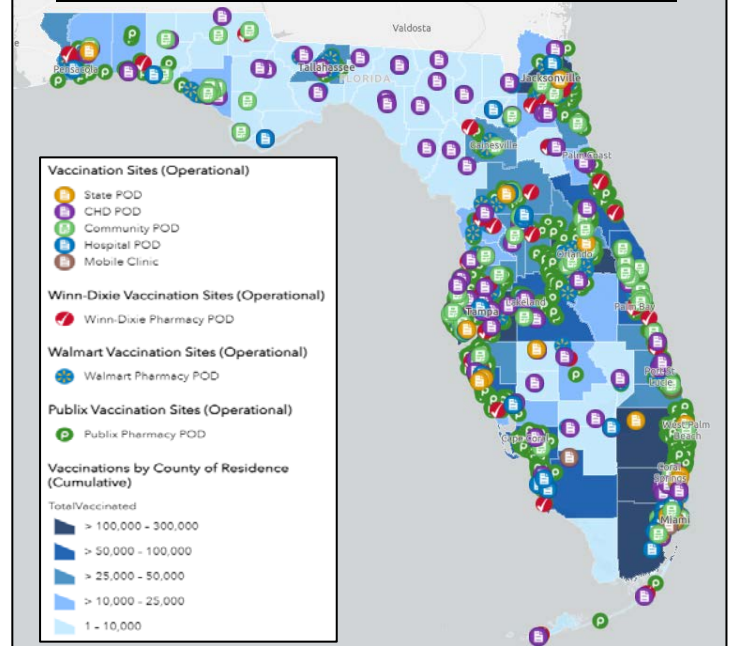 Valdosta
Pensacola
Tallahassee
FLORIDA
Jacksonville
Gainesville
Palm Coast
Orlando
Lakeland
Tampa
Palm Bay
Port St.
Lucie
Cape Coral
West Palm
Beach
Coral
Springs
Miami
Vaccination Sites (Operational)
State POD
CHD POD
Community POD
Hospital POD
Mobile Clinic
Winn-Dixie Vaccination Sites (Operational)
Winn-Dixie Pharmacy POD
Walmart Vaccination Sites (Operational)
Walmart Pharmacy POD
Publix Vaccination Sites (Operational)
Publix Pharmacy POD
Vaccinations by County of Residence
(Cumulative)
TotalVaccinated
> 100,000 - 300,000
> 50,000 - 100,000
> 25,000 - 50,000
> 10,000 - 25,000
1 - 10,000